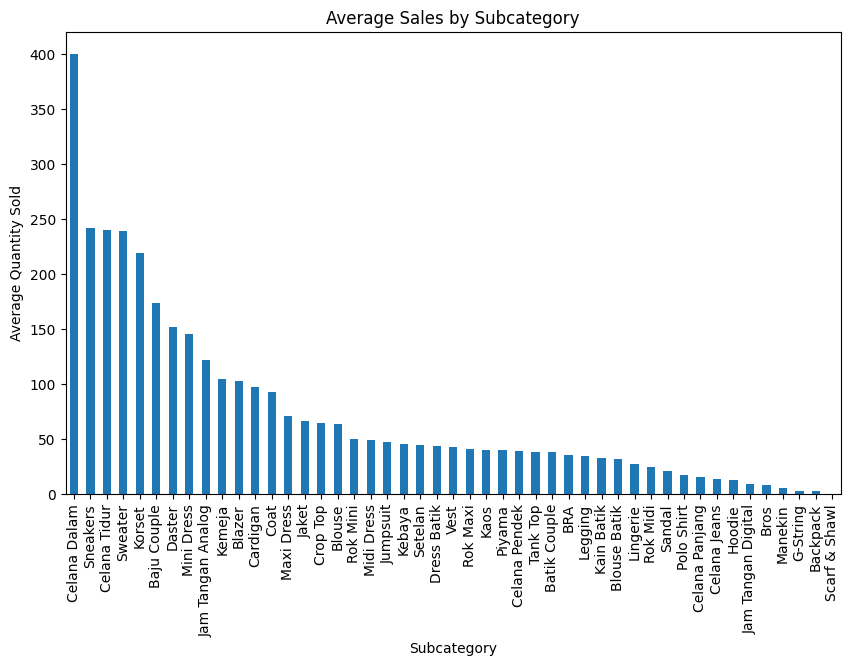 Average Sales by Subcategory
Average Quantity Sold
400
350
300
250
200
150
100
50
0
Celana Dalam
Sneakers
Celana Tidur
Sweater
Korset
Baju Couple
Daster
Mini Dress
Jam Tangan Analog
Kemeja
Blazer
Cardigan
Coat
Maxi Dress
Jaket
Crop Top
Blouse
Rok Mini
Midi Dress
Jumpsuit
Kebaya
Setelan
Dress Batik
Vest
Rok Maxi
Kaos
Piyama
Celana Pendek
Tank Top
Batik Couple
BRA
Legging
Kain Batik
Blouse Batik
Lingerie
Rok Midi
Sandal
Polo Shirt
Celana Panjang
Celana Jeans
Hoodie
Jam Tangan Digital
Bros
Manekin
G-String
Backpack
Scarf & Shawl
Subcategory